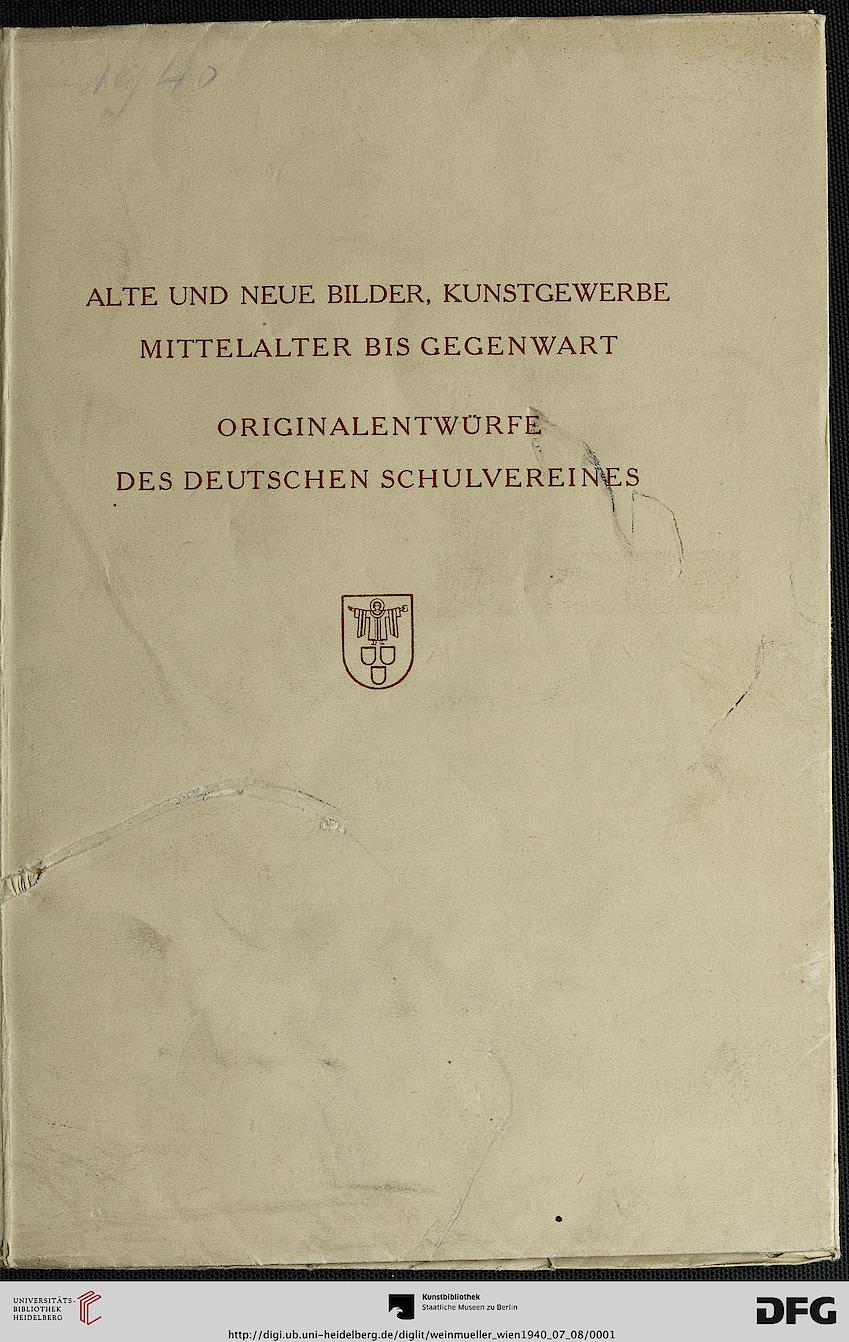 1940
ALTE UND NEUE BILDER, KUNSTGEWERBE
MITTELALTER BIS GEGENWART
ORIGINALENTWÜRFE
DES DEUTSCHEN SCHULVEREINES
UNIVERSITÄTS-
BIBLIOTHEK
HEIDELBERG
Kunstbibliothek
Staatliche Museen zu Berlin
DFG
http://digi.ub.uni-heidelberg.de/diglit/weinmueller_wien1940_07_08/0001